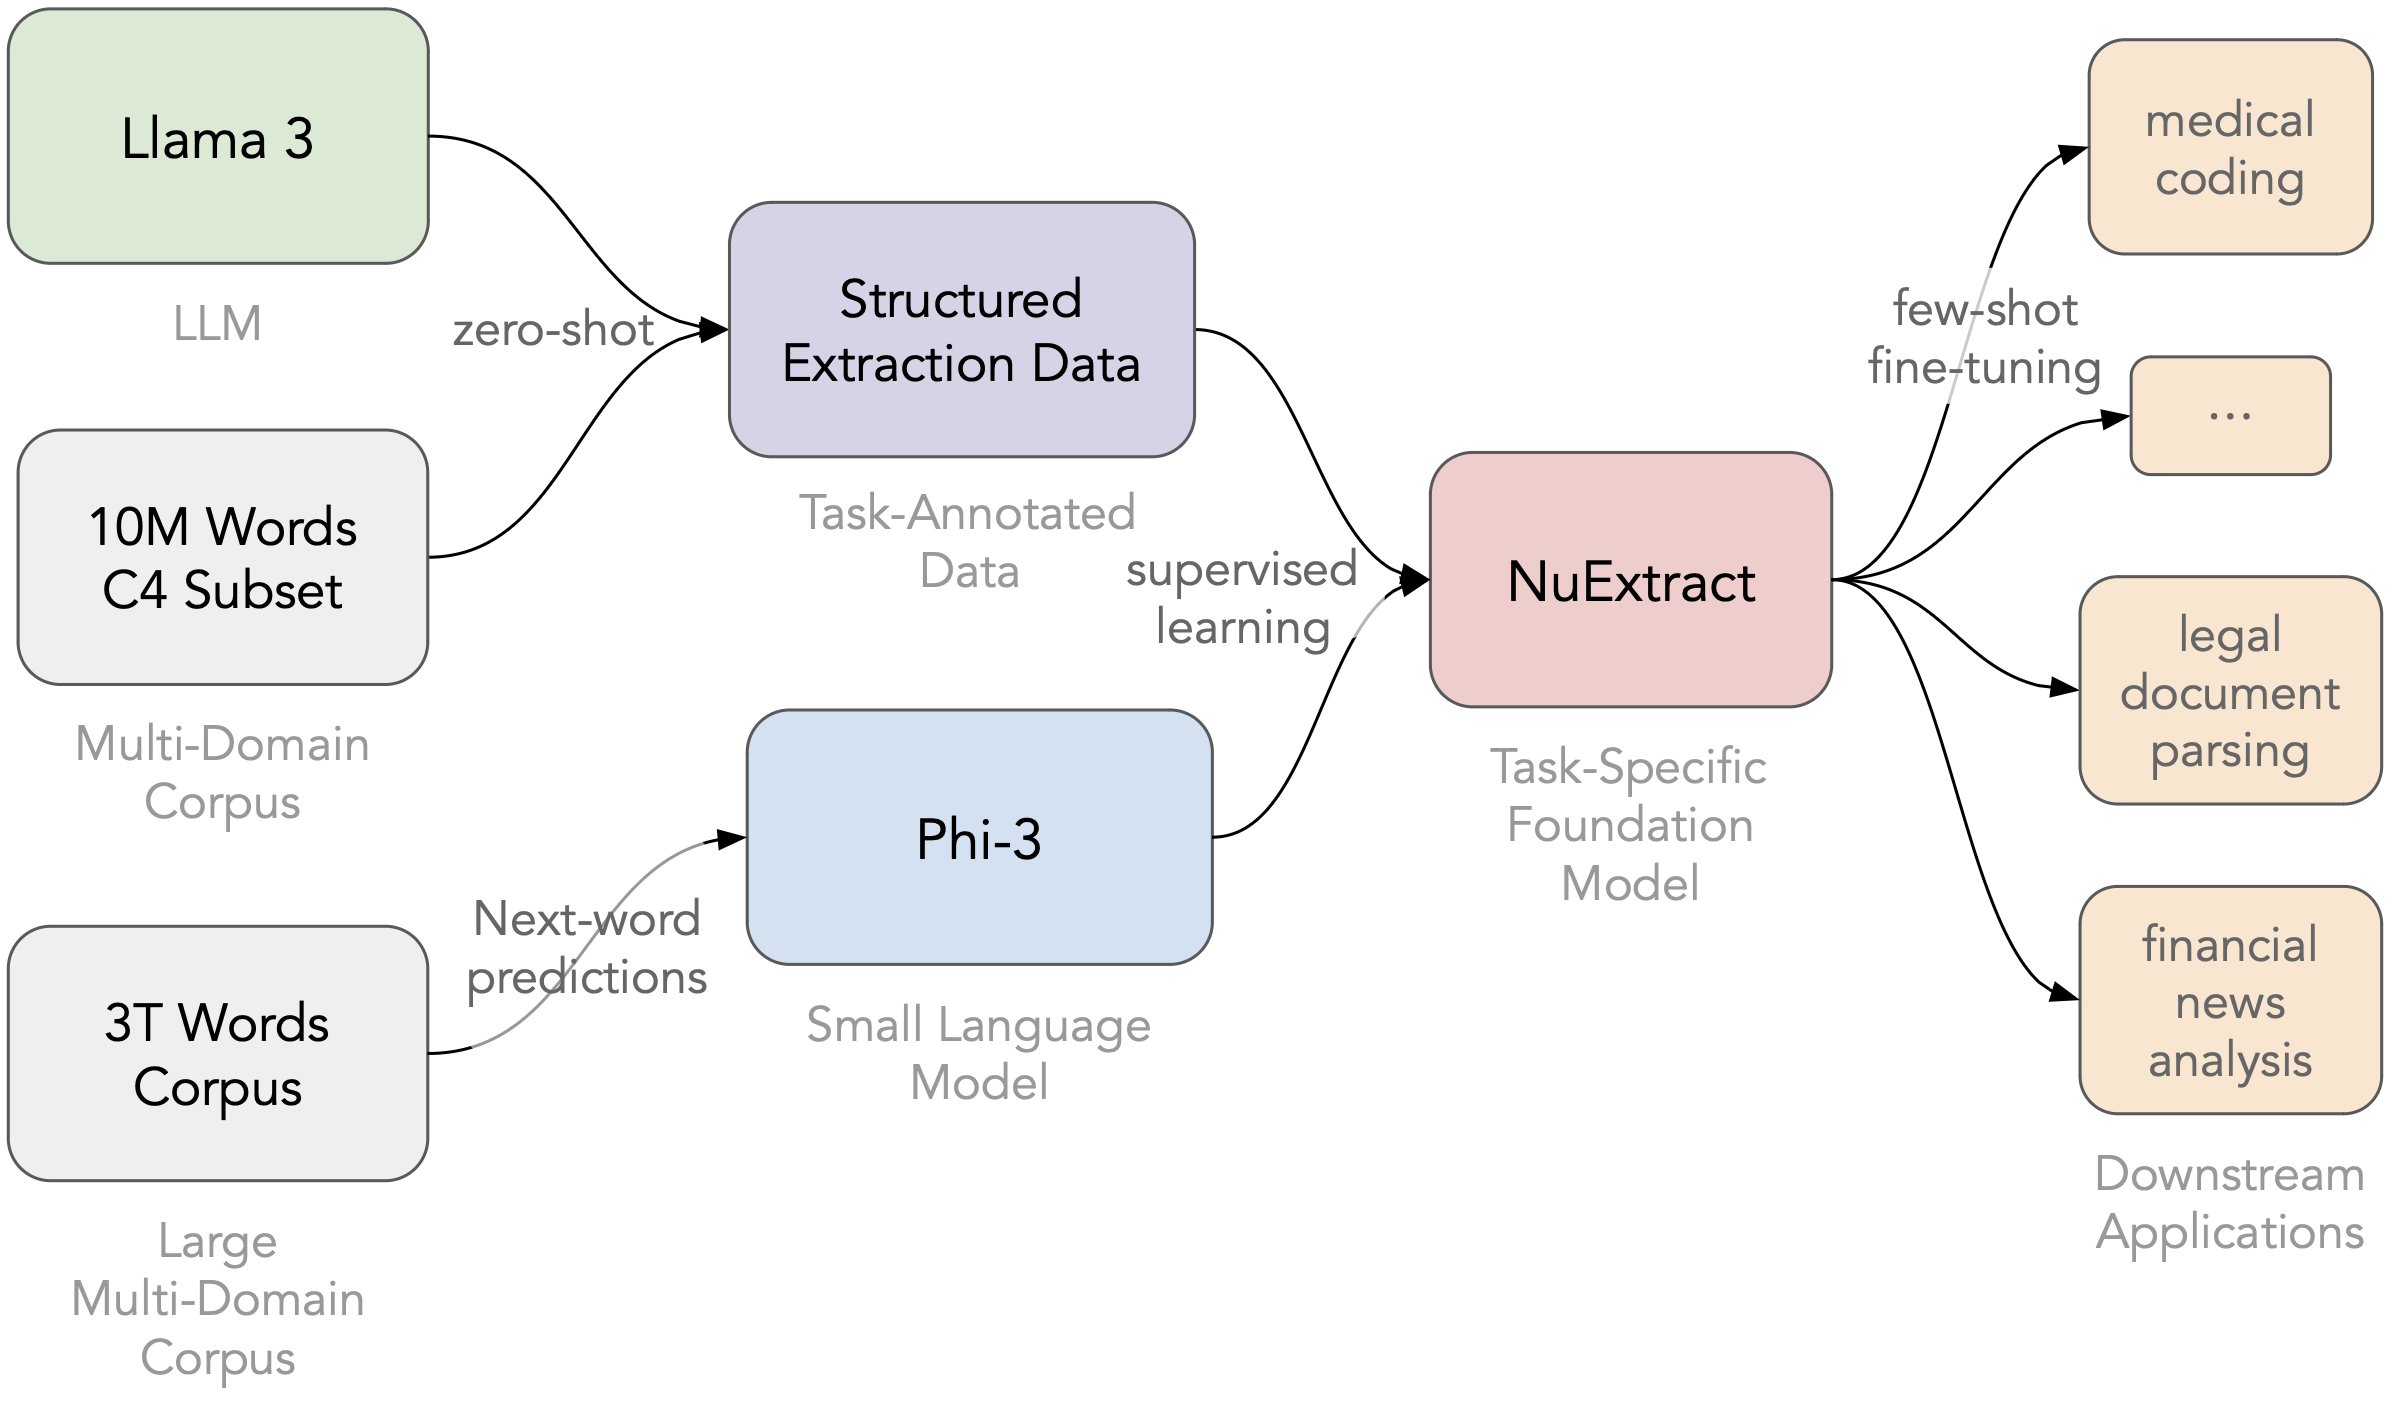 Llama 3
LLM
zero-shot
10M Words
C4 Subset
Multi-Domain
Corpus
3T Words
Corpus
Large
Multi-Domain
Corpus
Next-word
predictions
Structured
Extraction Data
Task-Annotated
Data
supervised
learning
Phi-3
Small Language
Model
NuExtract
Task-Specific
Foundation
Model
few-shot
fine-tuning
medical
coding
...
legal
document
parsing
financial
news
analysis
Downstream
Applications